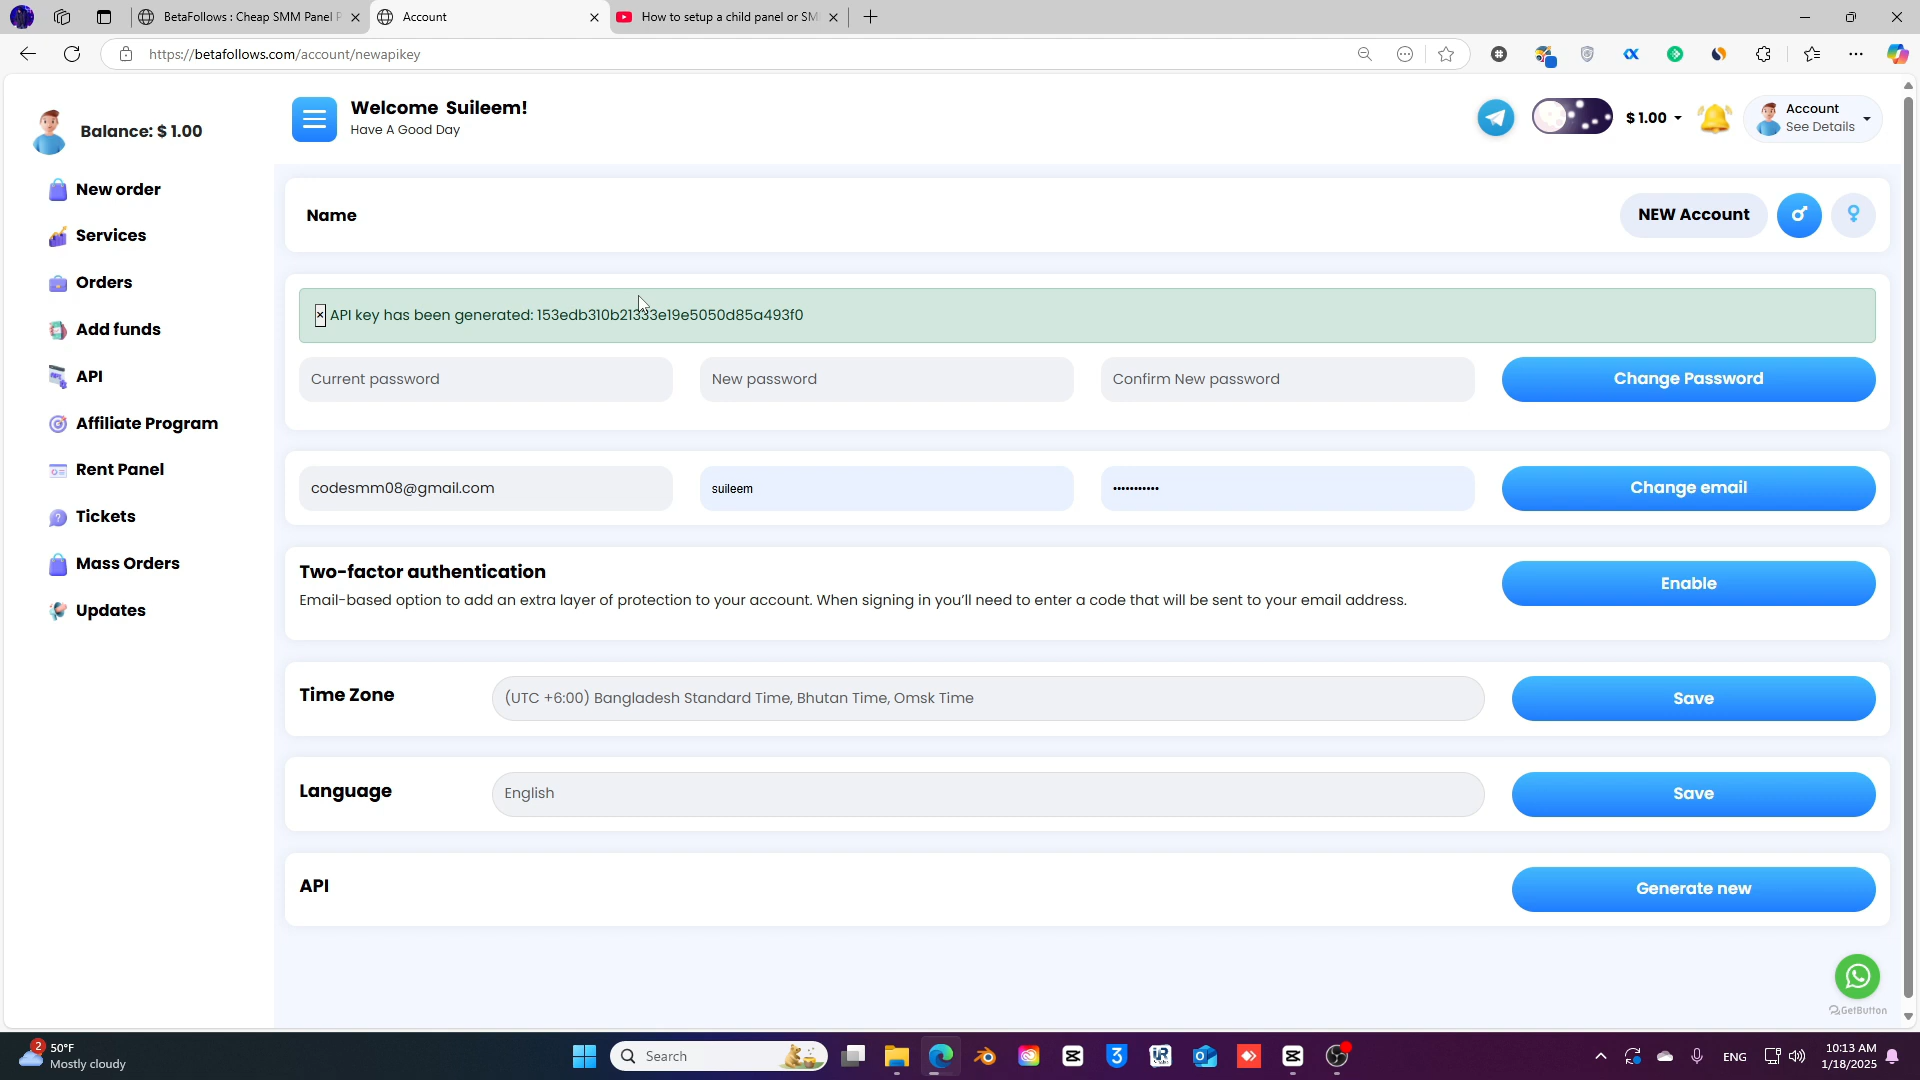 BetaFollows : Cheap SMM Panel P
Account
How to setup a child panel or SM
https://betafollows.com/account/newapikey
Balance: $ 1.00
Welcome Suileem!
Have A Good Day
$ 1.00
Account
See Details
New order
Services
Orders
Add funds
API
Affiliate Program
Rent Panel
Tickets
Mass Orders
Updates
Name
NEW Account
× API key has been generated: 153edb310b21333e19e5050d85a493f0
Current password
New password
Confirm New password
Change Password
codesmm08@gmail.com
suileem
•••••••••••
Change email
Two-factor authentication
Email-based option to add an extra layer of protection to your account. When signing in you'll need to enter a code that will be sent to your email address.
Enable
Time Zone
(UTC +6:00) Bangladesh Standard Time, Bhutan Time, Omsk Time
Save
Language
English
Save
API
Generate new
GetButton
2
50°F
Mostly cloudy
Search
3
ENG
10:13 AM
1/18/2025